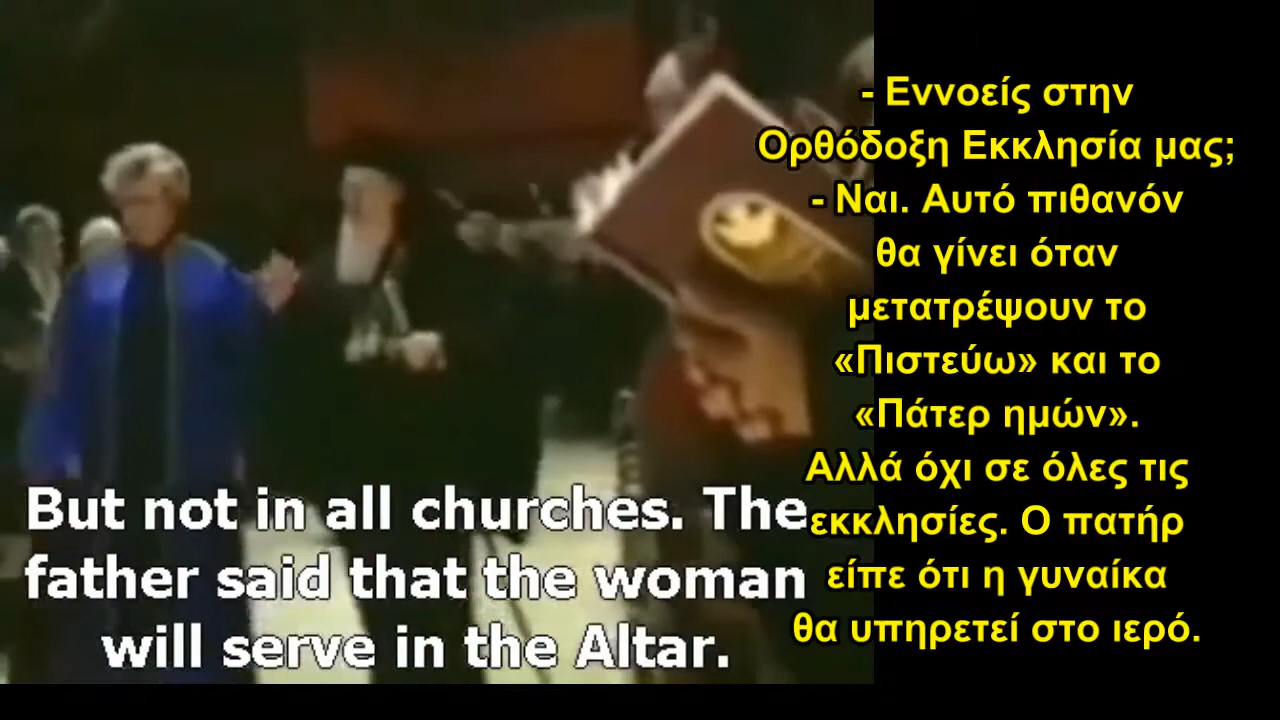 - Εννοείς στην
Ορθόδοξη Εκκλησία μας;
- Ναι. Αυτό πιθανόν
θα γίνει όταν
μετατρέψουν το
«Πιστεύω» και το
«Πάτερ ημών».
Αλλά όχι σε όλες τις
εκκλησίες. Ο πατήρ
είπε ότι η γυναίκα
θα υπηρετεί στο ιερό.
But not in all churches. The
father said that the woman
will serve in the Altar.